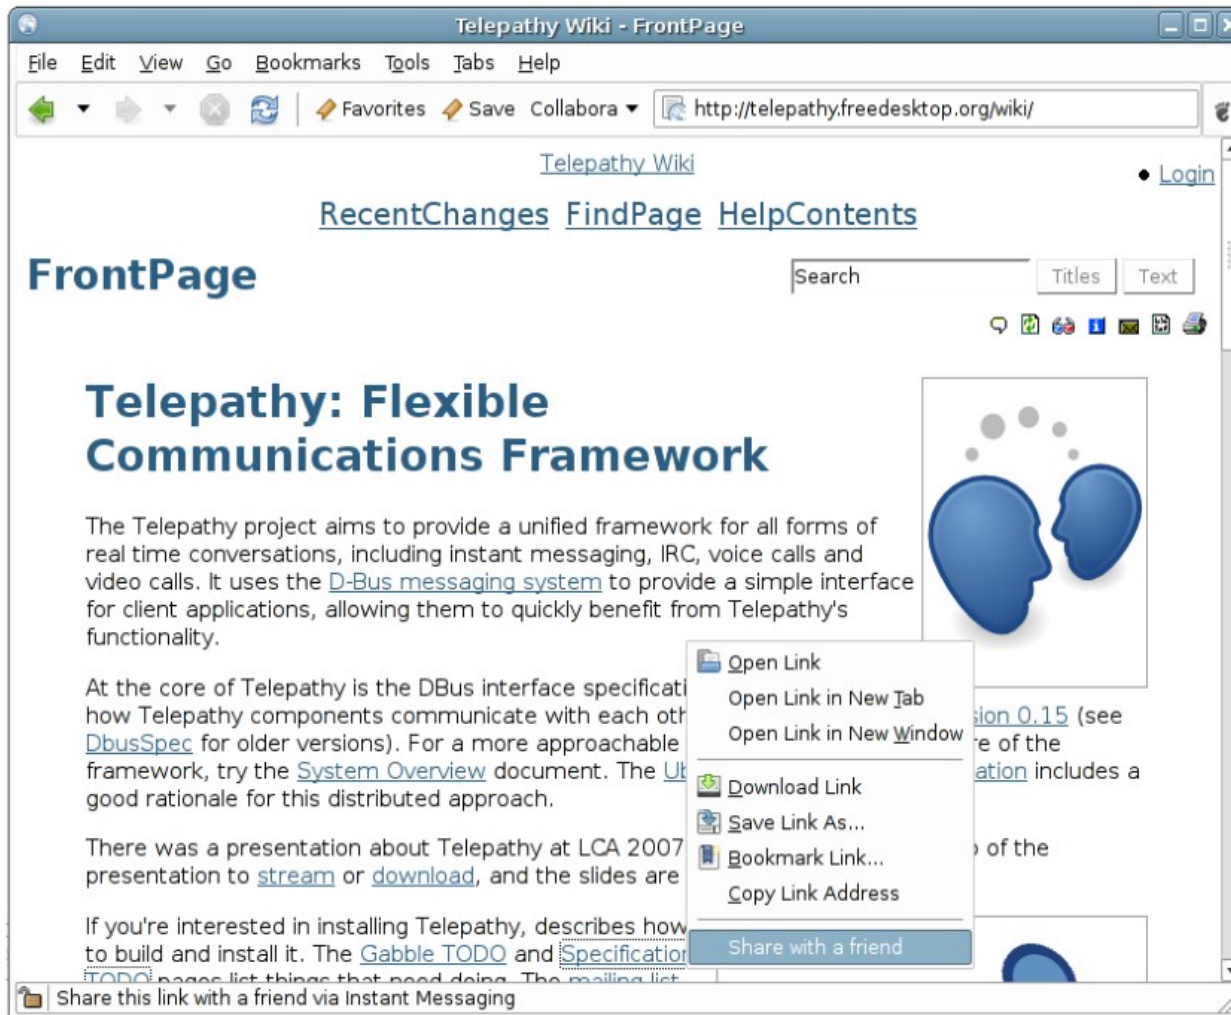 Telepathy Wiki - FrontPage
File Edit View Go Bookmarks Tools Tabs Help
Favorites Save Collabora http://telepathy.freedesktop.org/wiki/
Telepathy Wiki
Login
RecentChanges FindPage HelpContents
FrontPage
Search Titles Text
Telepathy: Flexible
Communications Framework
The Telepathy project aims to provide a unified framework for all forms of
real time conversations, including instant messaging, IRC, voice calls and
video calls. It uses the D-Bus messaging system to provide a simple interface
for client applications, allowing them to quickly benefit from Telepathy's
functionality.
At the core of Telepathy is the DBus interface
how Telepathy components communicate with each 0.15 (see
DbusSpec for older versions). For a more approachable of the
framework, try the System Overview document. The includes a
good rationale for this distributed approach.
There was a presentation about Telepathy at LCA 2007 of the
presentation to stream or download, and the slides are
If you're interested in installing Telepathy, describes how
to build and install it. The Gabble TODO and Specification
TODO pages list things that need doing. The mailing list
Open Link
Open Link in New Tab
Open Link in New Window
Download Link
Save Link As...
Bookmark Link...
Copy Link Address
Share with a friend
Share this link with a friend via Instant Messaging